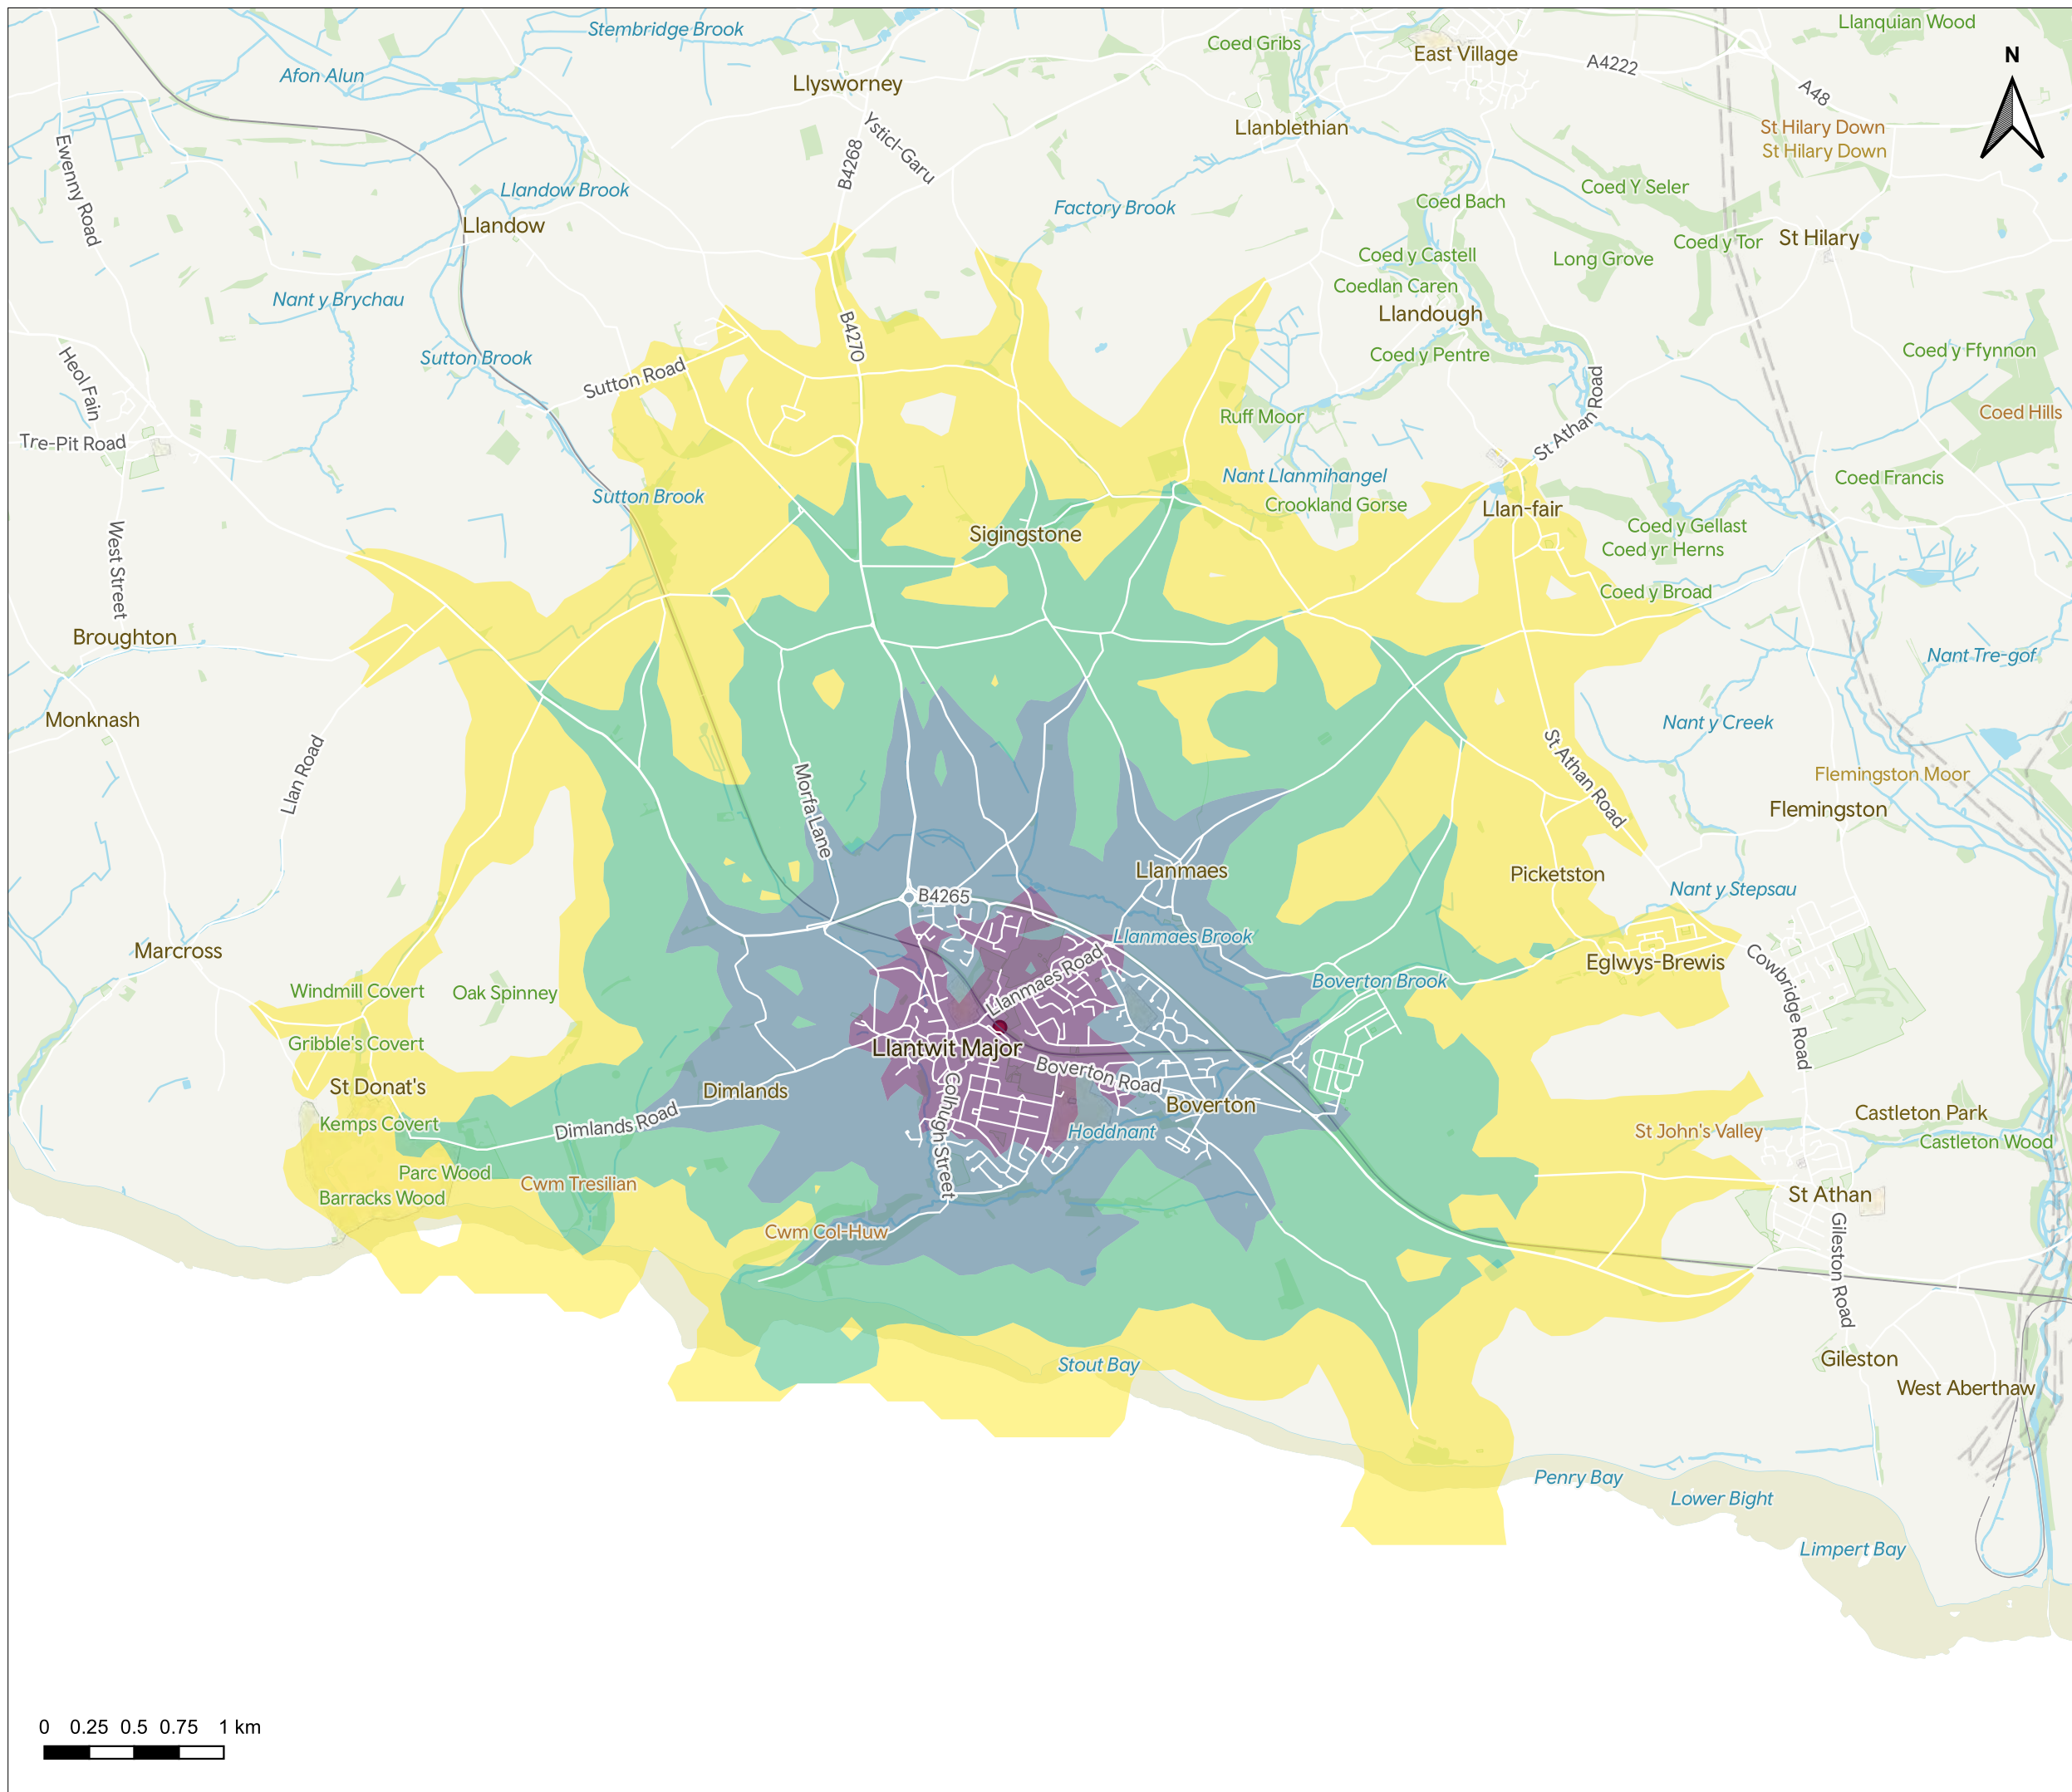 Stembridge Brook
Llanquian Wood
Coed Gribs
East Village
N
A4222
Afon Alun
Llysworney
A48
Ysticl-Garu
Llanblethian
St Hilary Down
St Hilary Down
B4268
Ewenny Road
Llandow Brook
Coed Y Seler
Coed Bach
Factory Brook
Llandow
Coed y Tor
St Hilary
Coed y Castell
Long Grove
Coedlan Caren
Nant y Brychau
Llandough
B4270
Sutton Brook
Coed y Pentre
Coed y Ffynnon
Heol Fain
Sutton Road
St Athan Road
Ruff Moor
Coed Hills
Tre-Pit Road
Nant Llanmihangel
Coed Francis
Sutton Brook
Crookland Gorse
Llan-fair
Sigingstone
Coed y Gellast
Coed yr Herns
West Street
Coed y Broad
Broughton
Nant Tre-gof
Monknash
Nant y Creek
Llan Road
St Athan Road
Flemingston Moor
Morfa Lane
Flemingston
Llanmaes
Picketston
Nant y Stepsau
B4265
Llanmaes Brook
Marcross
Eglwys-Brewis
Llanmaes Road
Boverton Brook
Windmill Covert
Oak Spinney
Cowbridge Road
Gribble's Covert
Llantwit Major
St Donat's
Boverton Road
Dimlands
Boverton
Colhugh Street
Castleton Park
Kemps Covert
Dimlands Road
Hoddnant
St John's Valley
Castleton Wood
Parc Wood
Cwm Tresilian
Barracks Wood
St Athan
Cwm Col-Huw
Gileston Road
Stout Bay
Gileston
West Aberthaw
Penry Bay
Lower Bight
Limpert Bay
0 0.25 0.5 0.75 1 km